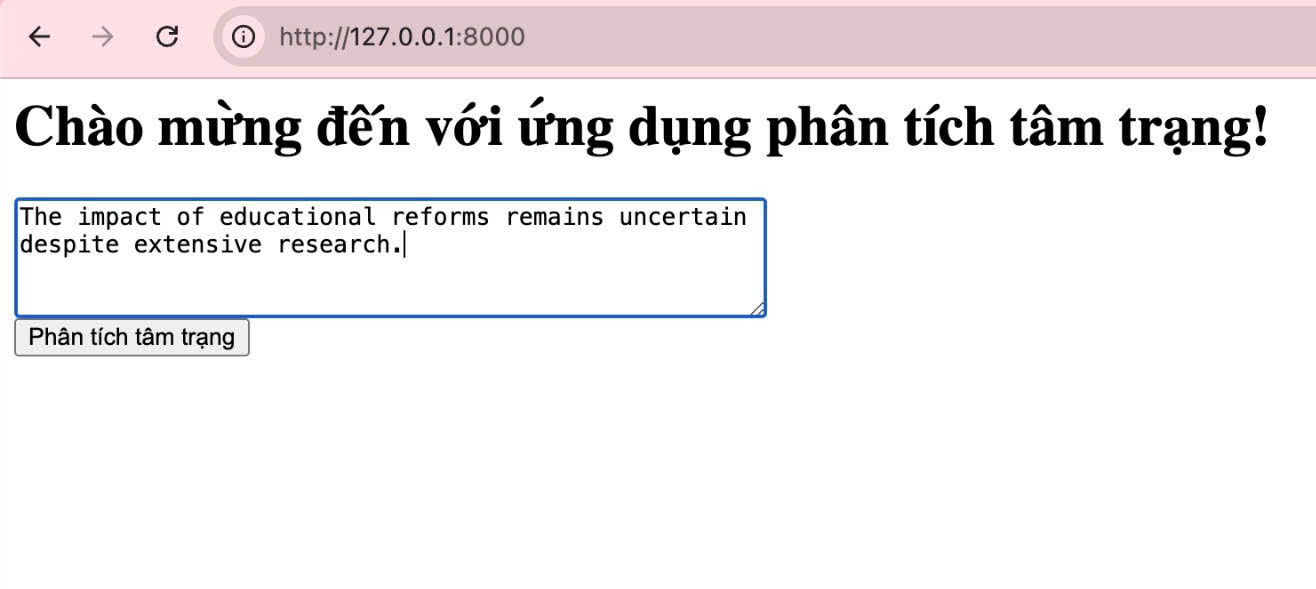 http://127.0.0.1:8000
Chào mừng đến với ứng dụng phân tích tâm trạng!
The impact of educational reforms remains uncertain
despite extensive research.
Phân tích tâm trạng